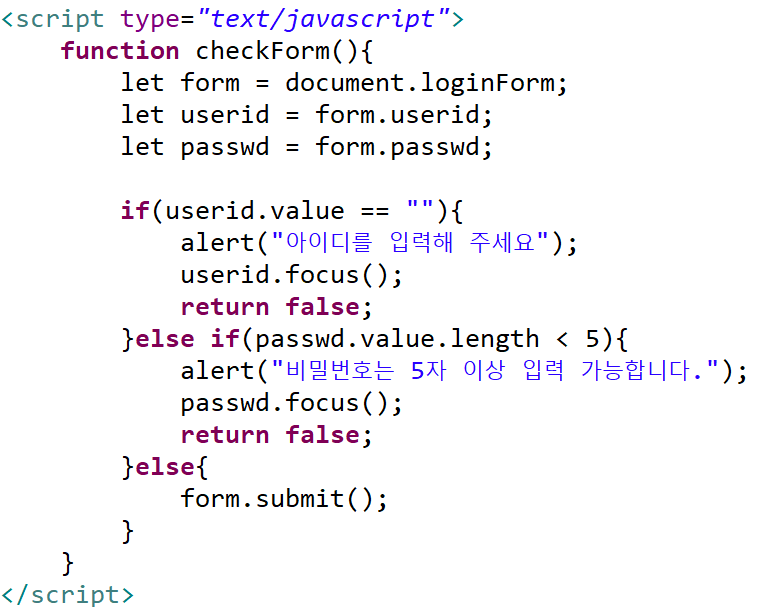 <script type="text/javascript">
    function checkForm(){
        let form = document.loginForm;
        let userid = form.userid;
        let passwd = form.passwd;

        if(userid.value == ""){
            alert("아이디를 입력해 주세요");
            userid.focus();
            return false;
        }else if(passwd.value.length < 5){
            alert("비밀번호는 5자 이상 입력 가능합니다.");
            passwd.focus();
            return false;
        }else{
            form.submit();
        }
    }
</script>